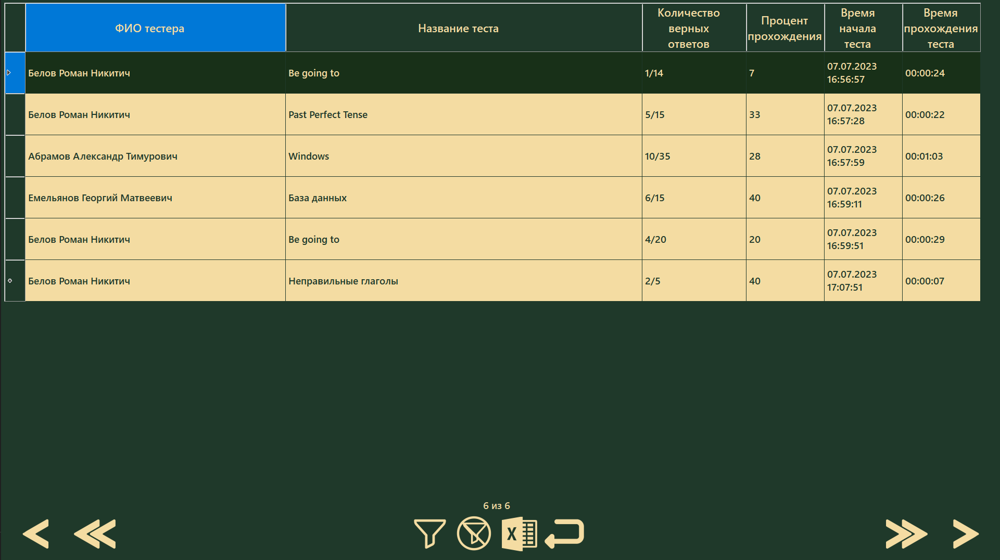 ФИО тестера
Название теста
Количество
верных
ответов
Процент
прохождения
Время
начала
теста
Время
прохождения
теста
Белов Роман Никитич
Be going to
1/14
7
07.07.2023
16:56:57
00:00:24
Белов Роман Никитич
Past Perfect Tense
5/15
33
07.07.2023
16:57:28
00:00:22
Абрамов Александр Тимурович
Windows
10/35
28
07.07.2023
16:57:59
00:01:03
Емельянов Георгий Матвеевич
База данных
6/15
40
07.07.2023
16:59:11
00:00:26
Белов Роман Никитич
Be going to
4/20
20
07.07.2023
16:59:51
00:00:29
Белов Роман Никитич
Неправильные глаголы
2/5
40
07.07.2023
17:07:51
00:00:07
6 из 6
X